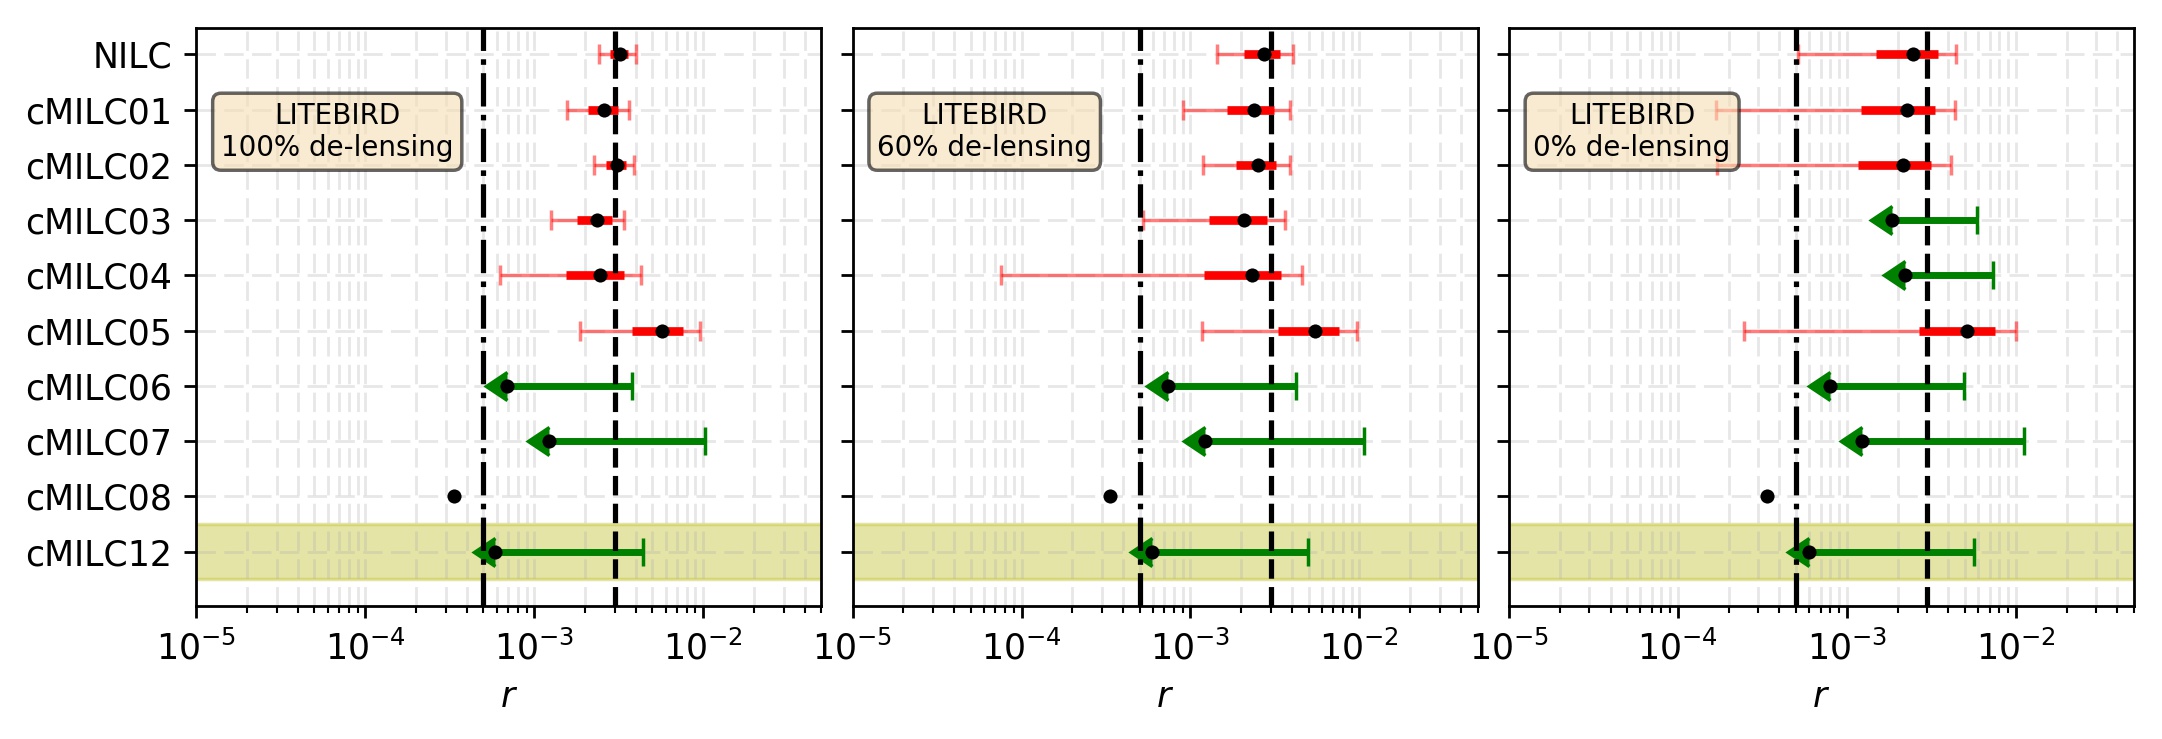 NILC
cMILC01
cMILC02
cMILC03
cMILC04
cMILC05
cMILC06
cMILC07
cMILC08
cMILC12
LITEBIRD
100% de-lensing
10⁻⁵ 10⁻⁴ 10⁻³ 10⁻²
r
LITEBIRD
60% de-lensing
10⁻⁵ 10⁻⁴ 10⁻³ 10⁻²
r
LITEBIRD
0% de-lensing
10⁻⁵ 10⁻⁴ 10⁻³ 10⁻²
r